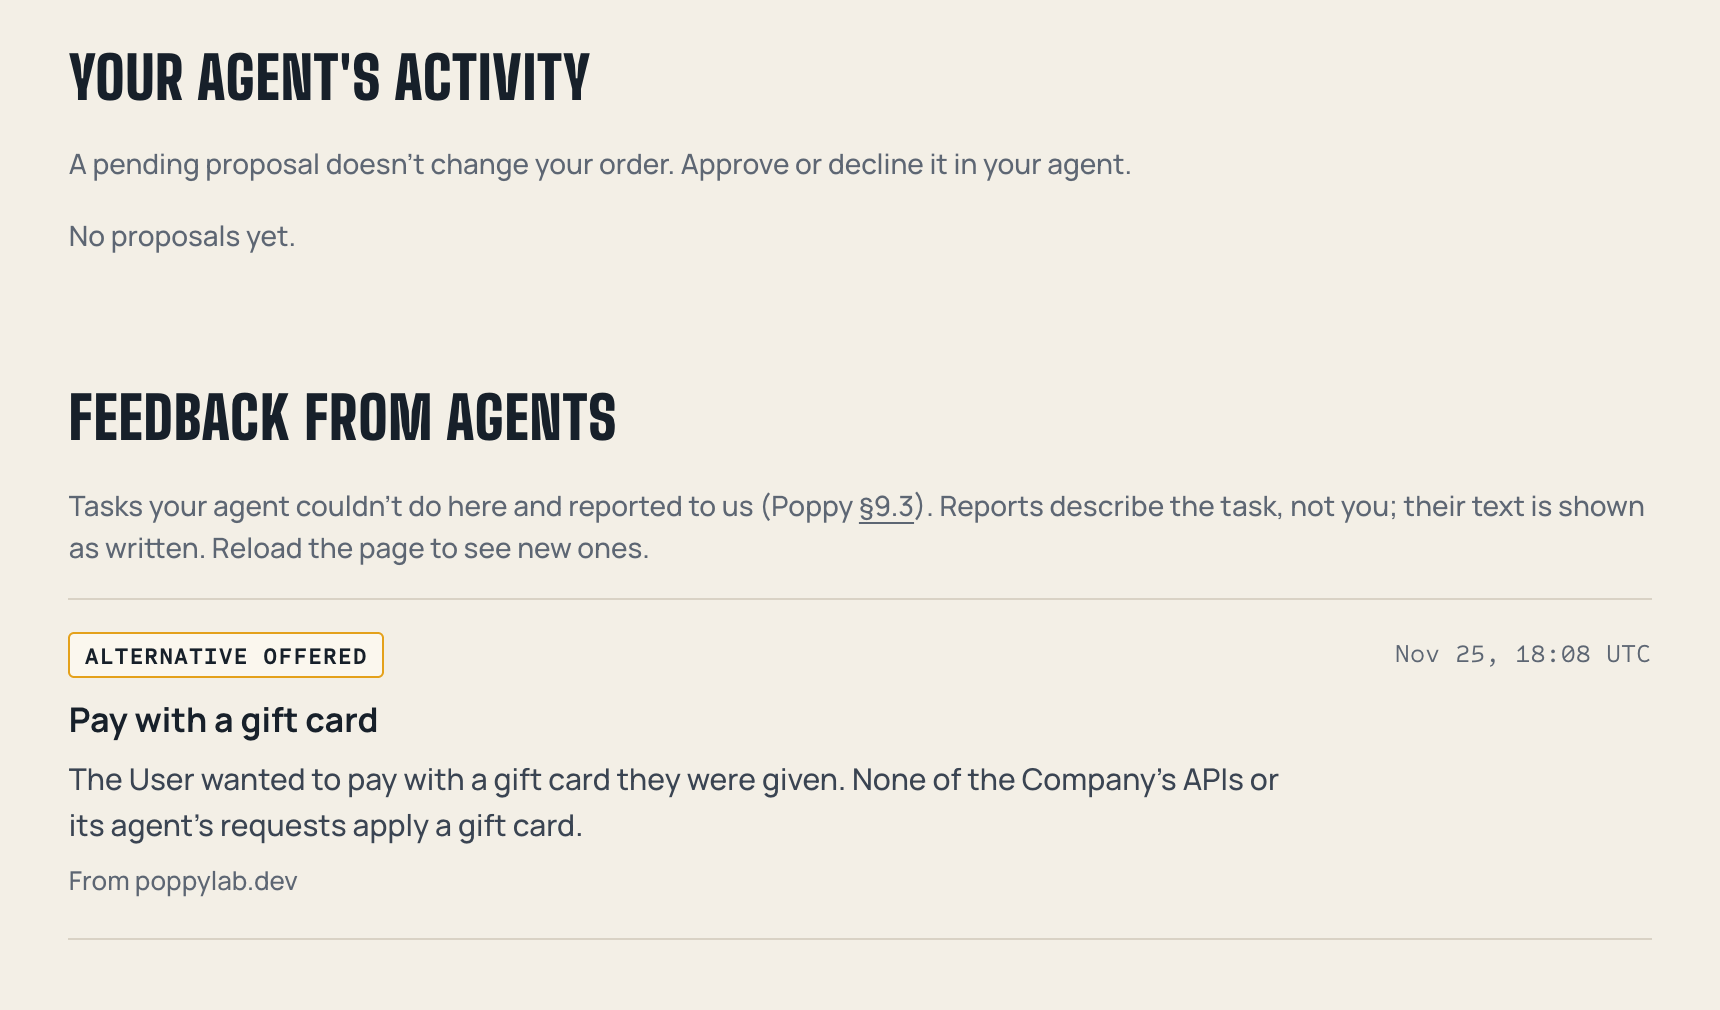 YOUR AGENT'S ACTIVITY
A pending proposal doesn’t change your order. Approve or decline it in your agent.
No proposals yet.
FEEDBACK FROM AGENTS
Tasks your agent couldn’t do here and reported to us (Poppy §9.3). Reports describe the task, not you; their text is shown
as written. Reload the page to see new ones.
ALTERNATIVE OFFERED
Nov 25, 18:08 UTC
Pay with a gift card
The User wanted to pay with a gift card they were given. None of the Company’s APIs or
its agent’s requests apply a gift card.
From poppylab.dev